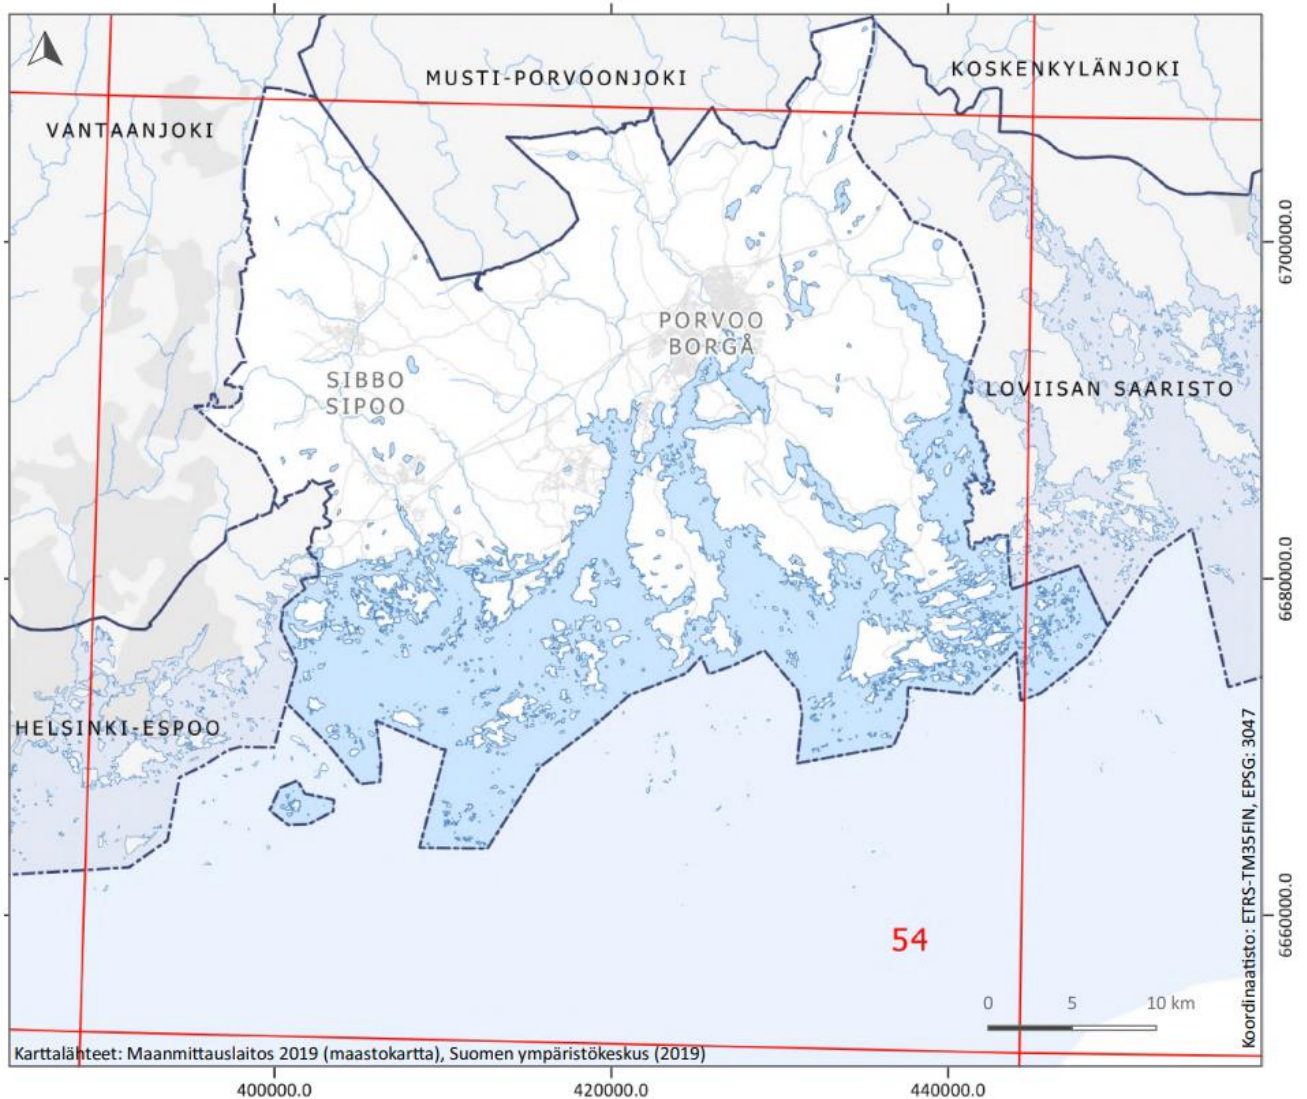 MUSTI-PORVOONJOKI
KOSKENKYLÄNJOKI
VANTAANJOKI
PORVOO
BORGÅ
SIBBO
SIPOO
LOVIISAN SAARISTO
HELSINKI-ESPOO
54
0 5 10 km
Karttalähteet: Maanmittauslaitos 2019 (maastokartta), Suomen ympäristökeskus (2019)
Koordinaatisto: ETRS-TM35FIN, EPSG: 3047
6700000.0
6680000.0
6660000.0
400000.0 420000.0 440000.0